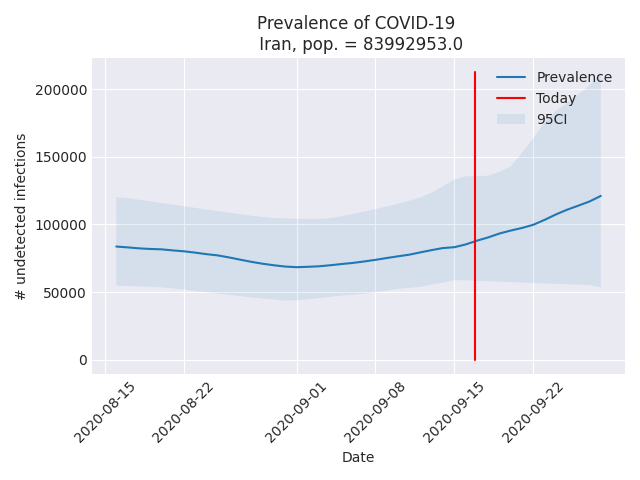 Prevalence of COVID-19
Iran, pop. = 83992953.0
Prevalence
Today
95CI
200000
150000
100000
50000
0
# undetected infections
2020-08-15
2020-08-22
2020-09-01
2020-09-08
2020-09-15
2020-09-22
Date